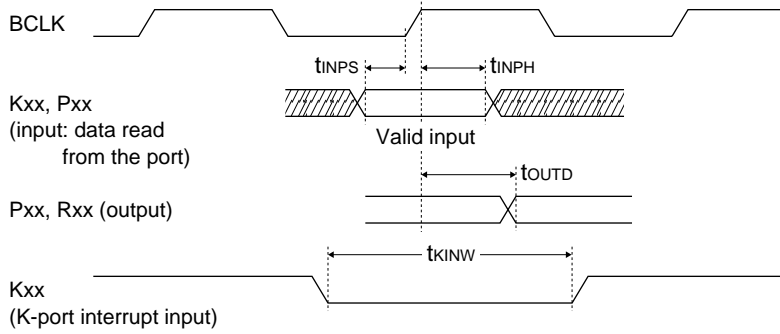 BCLK
tINPS
tINPH
Kxx, Pxx
(input: data read
from the port)
Valid input
tOUTD
Pxx, Rxx (output)
tKINW
Kxx
(K-port interrupt input)